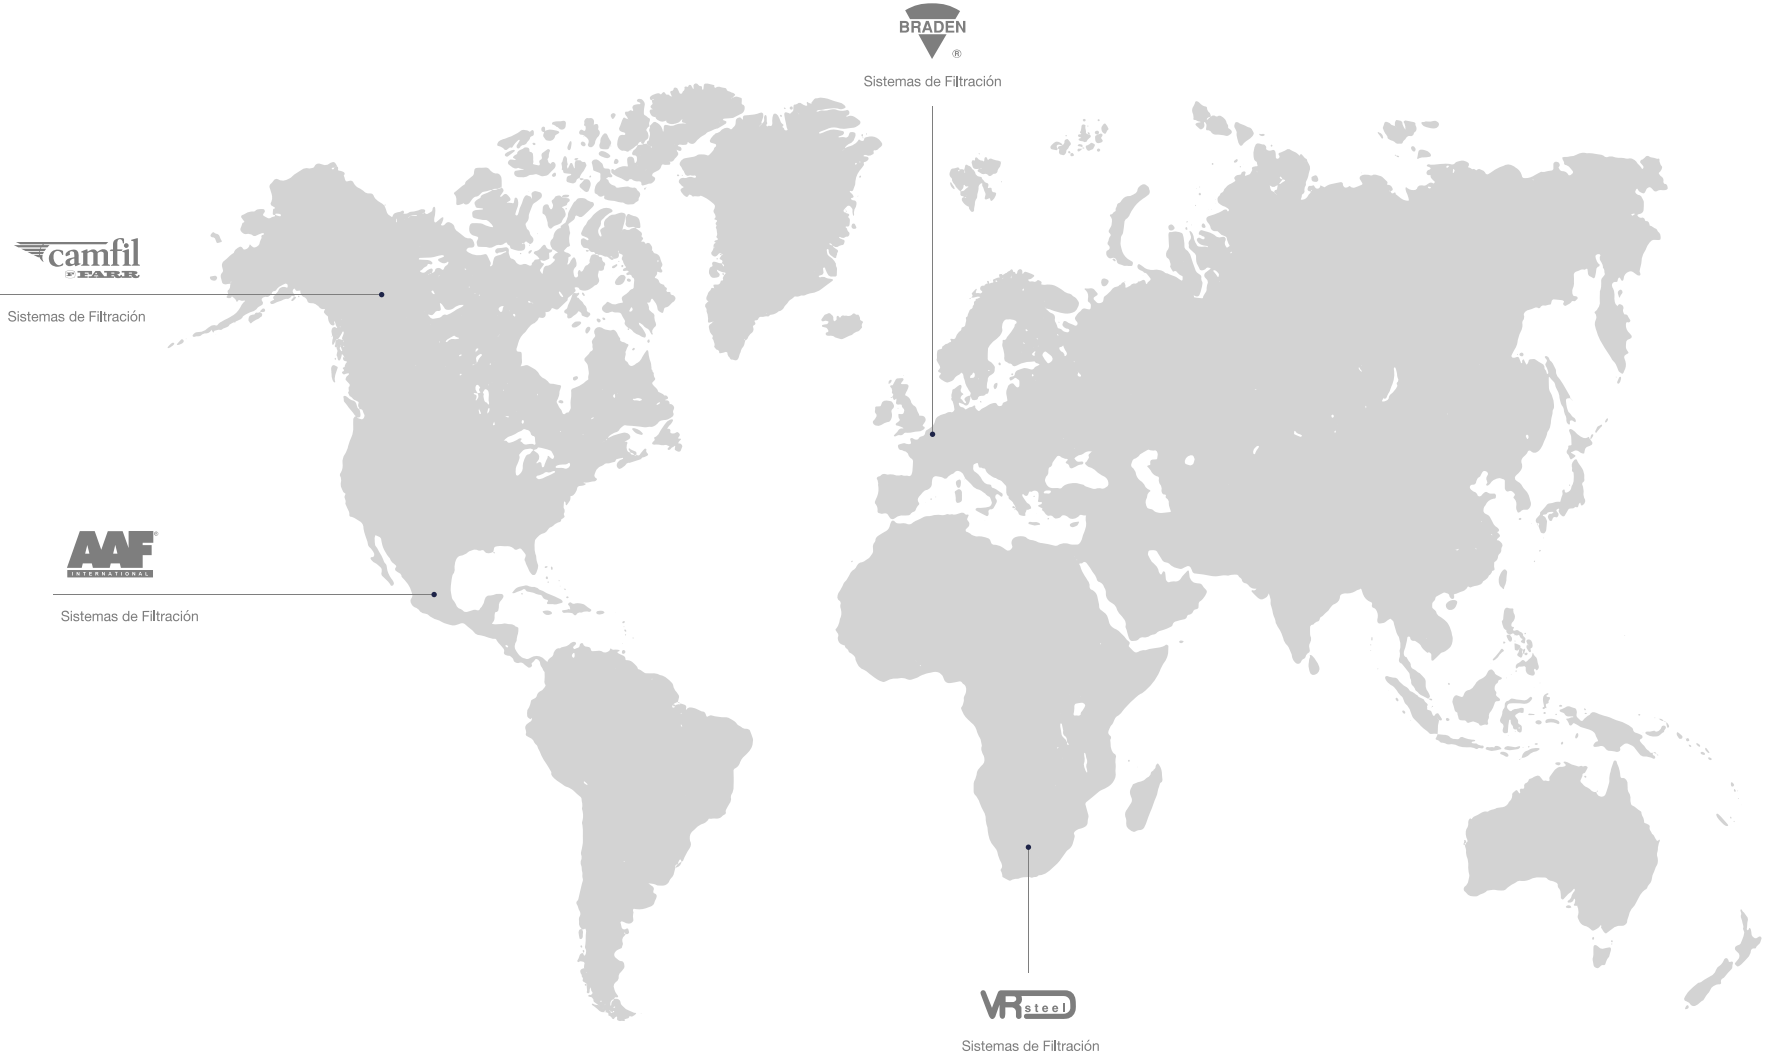 BRADEN
®
Sistemas de Filtración
camfil
FARR
Sistemas de Filtración
AAF®
INTERNATIONAL
Sistemas de Filtración
VR steel
Sistemas de Filtración